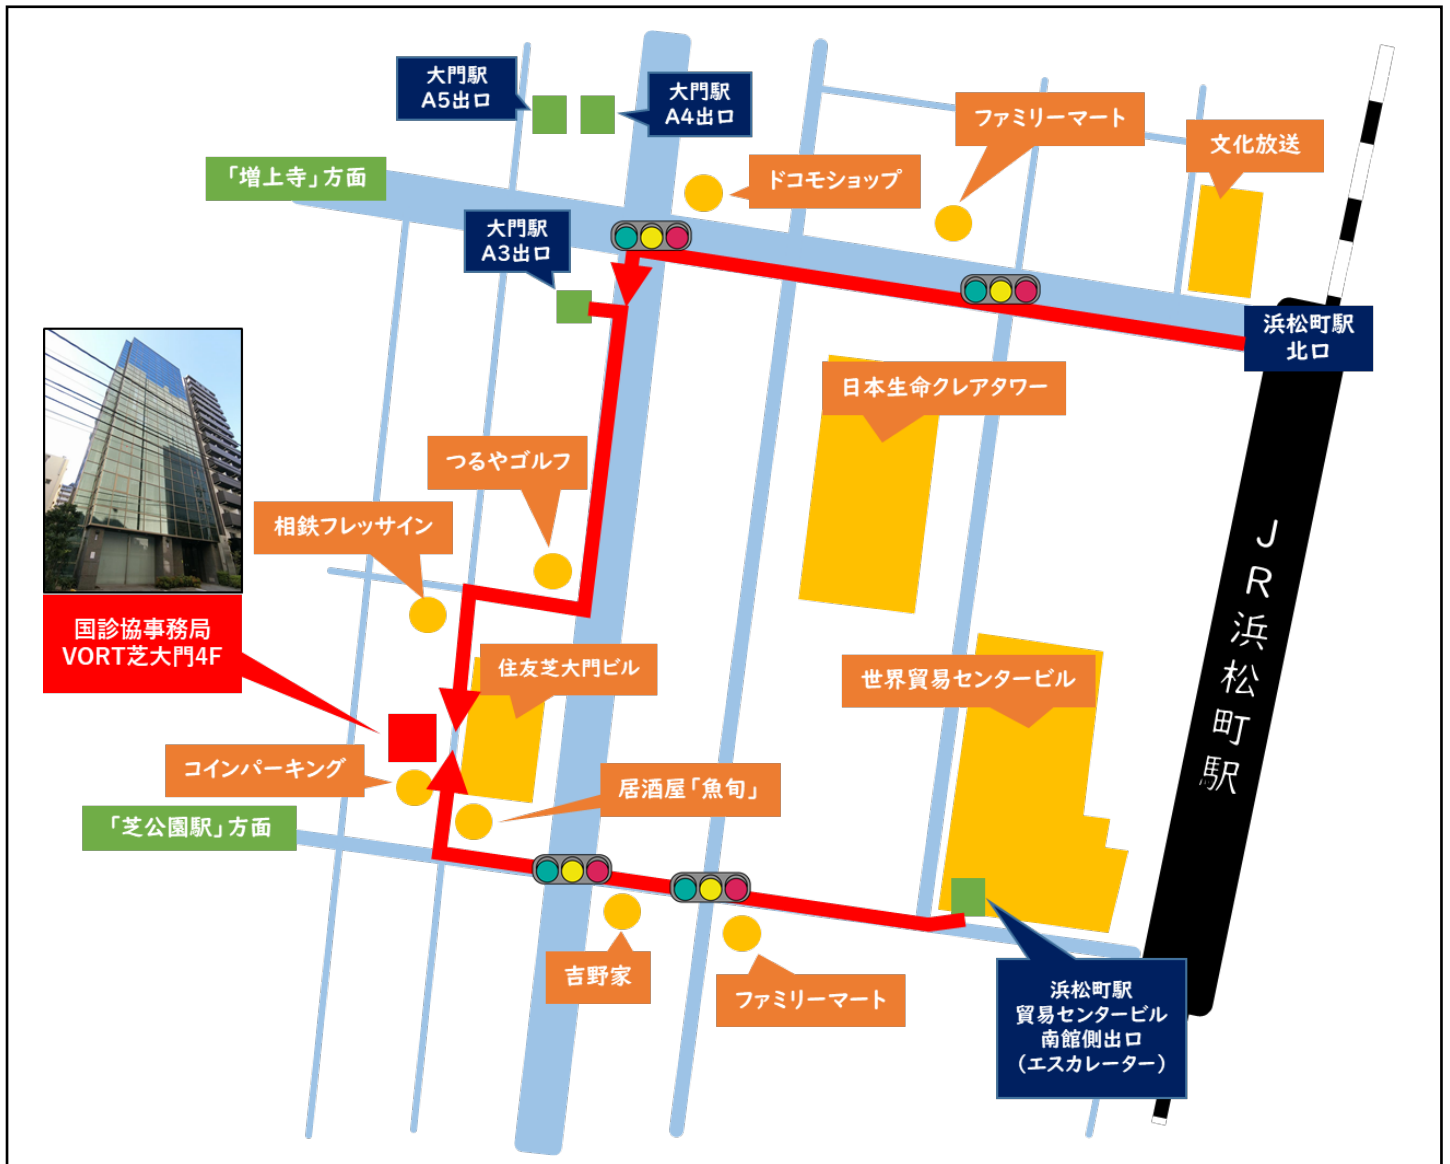 大門駅
A5出口
大門駅
A4出口
ファミリーマート
文化放送
「増上寺」方面
ドコモショップ
大門駅
A3出口
浜松町駅
北口
日本生命クレアタワー
つるやゴルフ
相鉄フレッサイン
JR浜松町駅
国診協事務局
VORT芝大門4F
住友芝大門ビル
世界貿易センタービル
コインパーキング
居酒屋「魚旬」
「芝公園駅」方面
吉野家
ファミリーマート
浜松町駅
貿易センタービル
南館側出口
(エスカレーター)